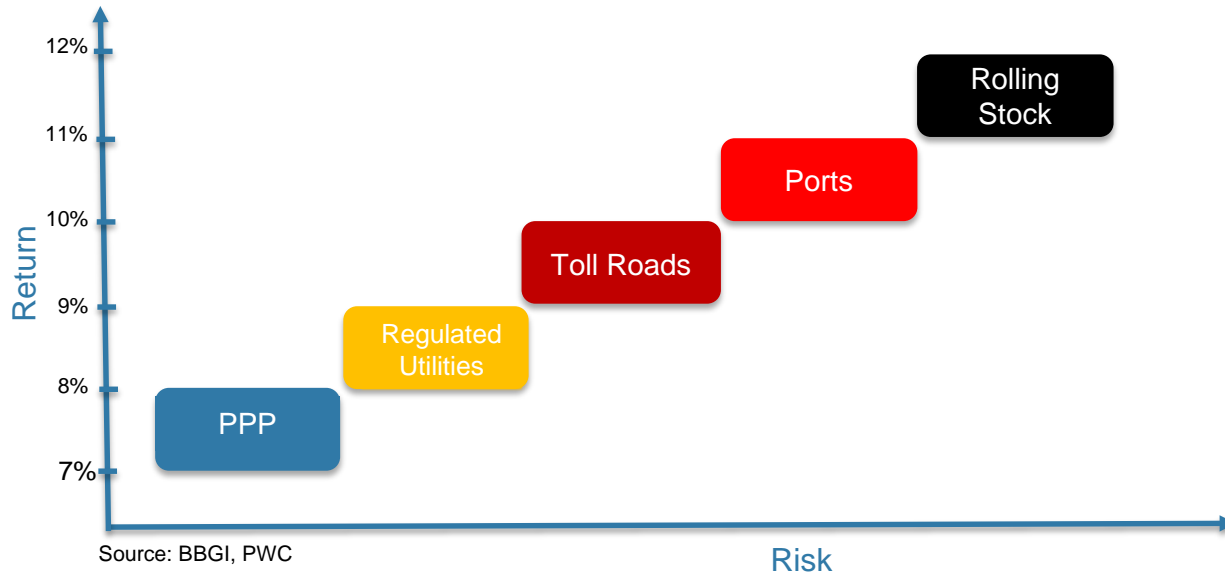 12%
Rolling
Stock
11%
Ports
10%
Toll Roads
Return
9%
Regulated
Utilities
8%
PPP
7%
Source: BBGI, PWC
Risk